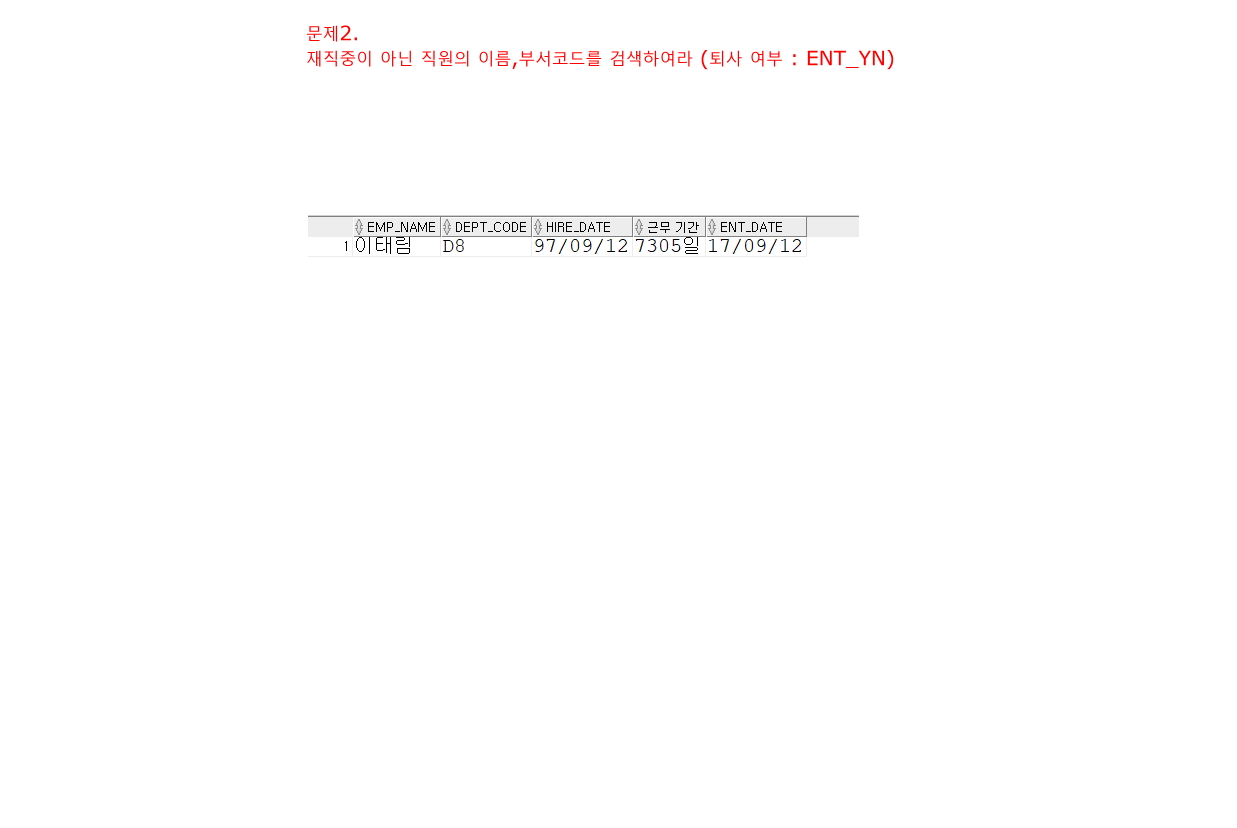 문제2.
재직중이 아닌 직원의 이름,부서코드를 검색하여라 (퇴사 여부 : ENT_YN)
EMP_NAME DEPT_CODE HIRE_DATE 근무 기간 ENT_DATE
1 이태림 D8 97/09/12 7305일 17/09/12